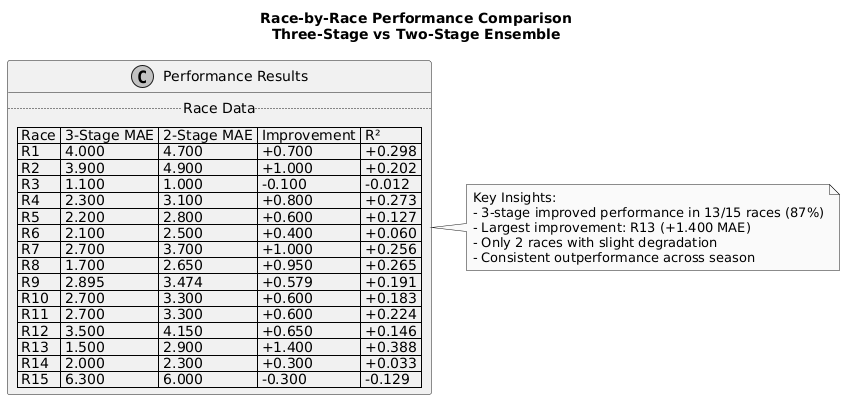 Race-by-Race Performance Comparison
Three-Stage vs Two-Stage Ensemble
C Performance Results
Race Data
Race 3-Stage MAE 2-Stage MAE Improvement R²
R1 4.000 4.700 +0.700 +0.298
R2 3.900 4.900 +1.000 +0.202
R3 1.100 1.000 -0.100 -0.012
R4 2.300 3.100 +0.800 +0.273
R5 2.200 2.800 +0.600 +0.127
R6 2.100 2.500 +0.400 +0.060
R7 2.700 3.700 +1.000 +0.256
R8 1.700 2.650 +0.950 +0.265
R9 2.895 3.474 +0.579 +0.191
R10 2.700 3.300 +0.600 +0.183
R11 2.700 3.300 +0.600 +0.224
R12 3.500 4.150 +0.650 +0.146
R13 1.500 2.900 +1.400 +0.388
R14 2.000 2.300 +0.300 +0.033
R15 6.300 6.000 -0.300 -0.129
Key Insights:
- 3-stage improved performance in 13/15 races (87%)
- Largest improvement: R13 (+1.400 MAE)
- Only 2 races with slight degradation
- Consistent outperformance across season